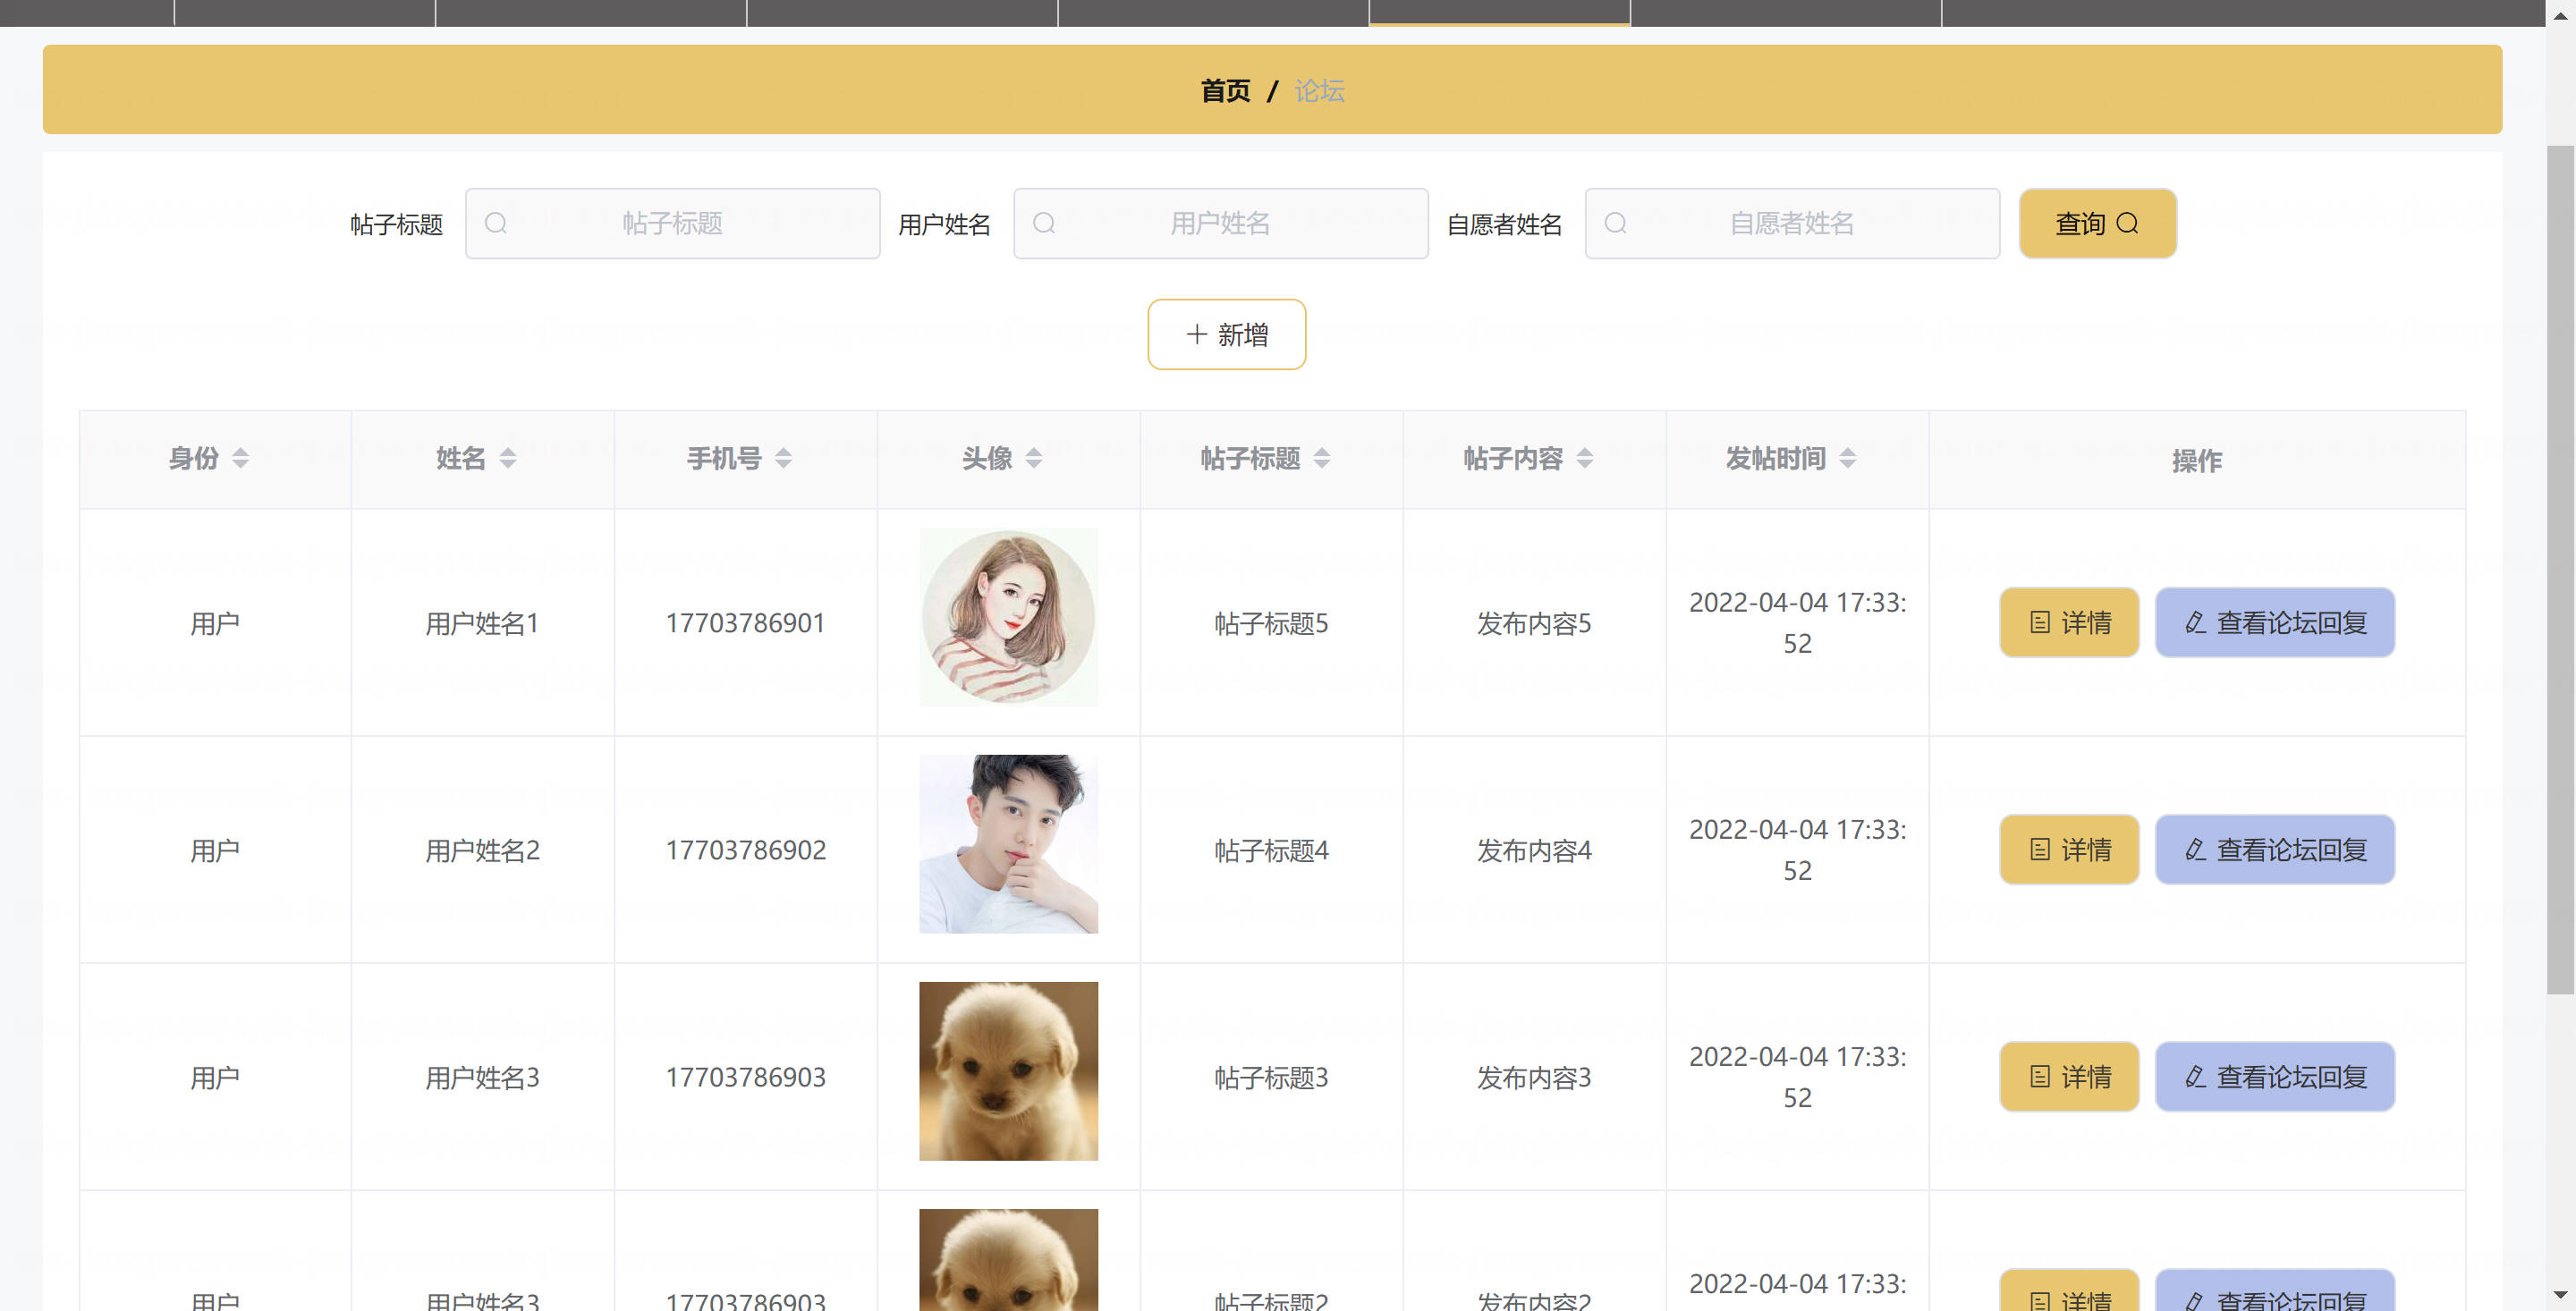 首页 / 论坛
帖子标题 帖子标题 用户姓名 用户姓名 自愿者姓名 自愿者姓名 查询
新增
身份 姓名 手机号 头像 帖子标题 帖子内容 发帖时间 操作
用户 用户姓名1 17703786901 帖子标题5 发布内容5 2022-04-04 17:33:
52
详情 查看论坛回复
用户 用户姓名2 17703786902 帖子标题4 发布内容4 2022-04-04 17:33:
52
详情 查看论坛回复
用户 用户姓名3 17703786903 帖子标题3 发布内容3 2022-04-04 17:33:
52
详情 查看论坛回复
用户 用户姓名3 17703786903 帖子标题2 发布内容2 2022-04-04 17:33:
详情 查看论坛回复